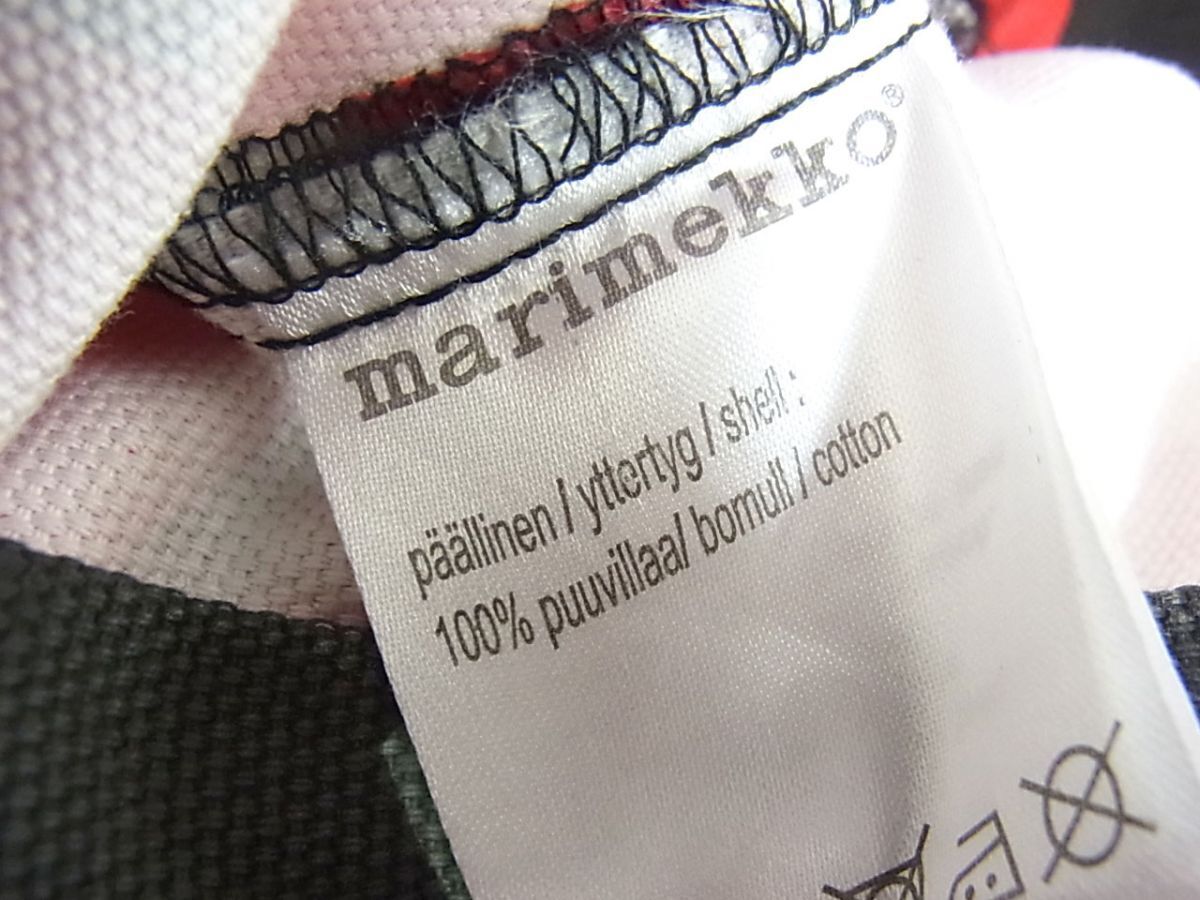 marimekko®
päällinen / yttertyg / shell :
100% puuvillaa/ bomull / cotton